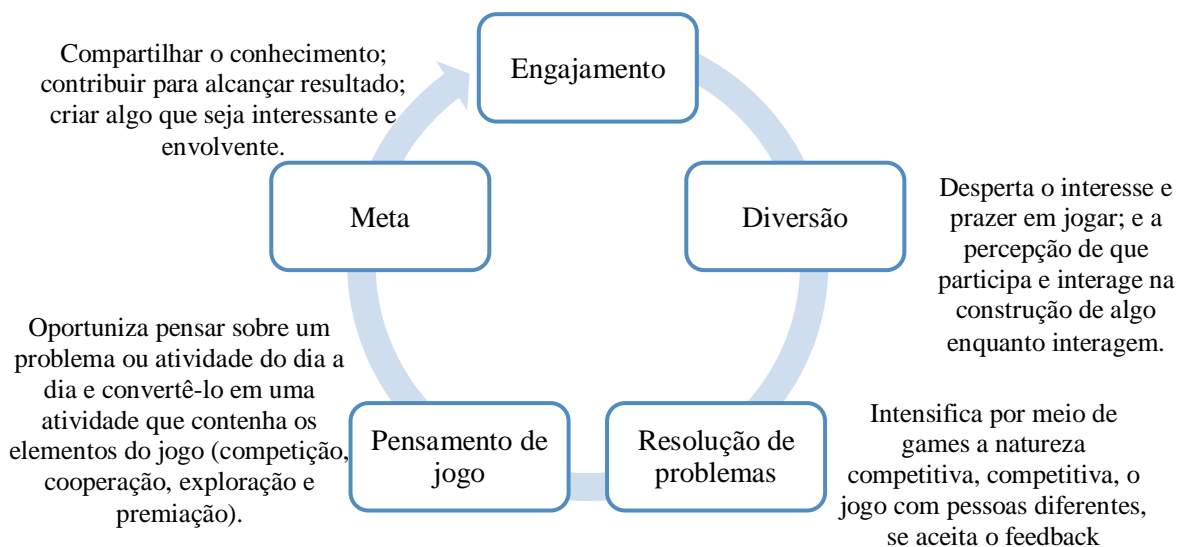 Engajamento
Compartilhar o conhecimento;
contribuir para alcançar resultado;
criar algo que seja interessante e
envolvente.
Meta
Diversão
Desperta o interesse e
prazer em jogar; e a
percepção de que
participa e interage na
construção de algo
enquanto interagem.
Oportuniza pensar sobre um
problema ou atividade do dia a
dia e convertê-lo em uma
atividade que contenha os
elementos do jogo (competição,
cooperação, exploração e
premiação).
Pensamento de
jogo
Resolução de
problemas
Intensifica por meio de
games a natureza
competitiva, competitiva, o
jogo com pessoas diferentes,
se aceita o feedback